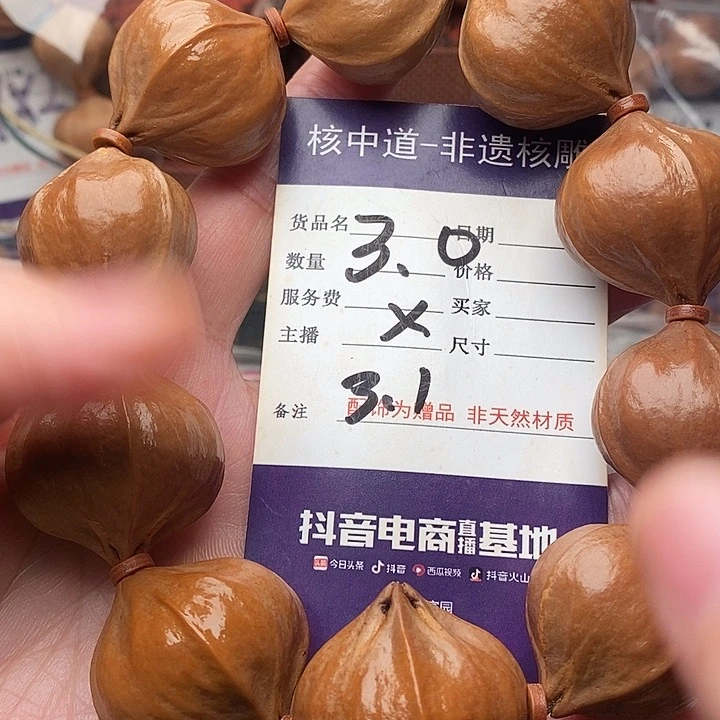 核中道-非遗核雕
货品名 日期
3.0
数量 价格
服务费 买家
x
主播 尺寸
3.1
备注 配饰为赠品 非天然材质
抖音电商直播基地
今日头条 抖音 西瓜视频 抖音火山